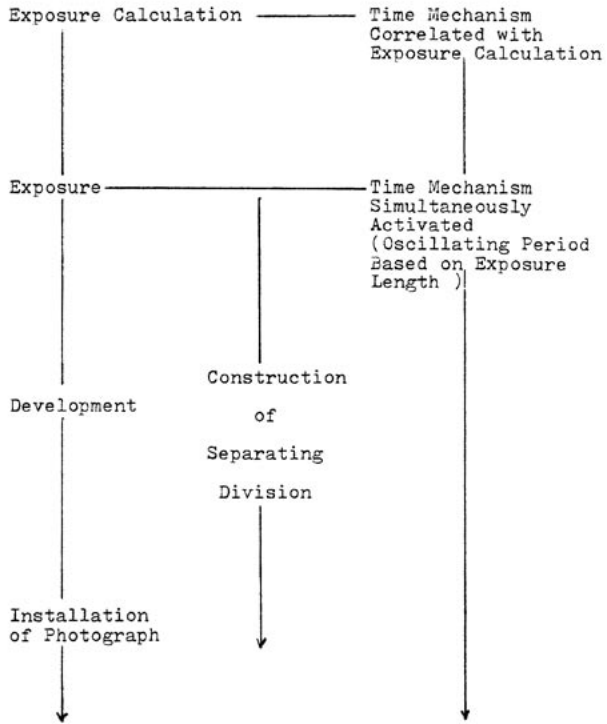 Exposure Calculation
Time Mechanism
Correlated with
Exposure Calculation
Exposure
Time Mechanism
Simultaneously
Activated
(Oscillating Period
Based on Exposure
Length )
Construction
of
Separating
Division
Development
Installation
of Photograph